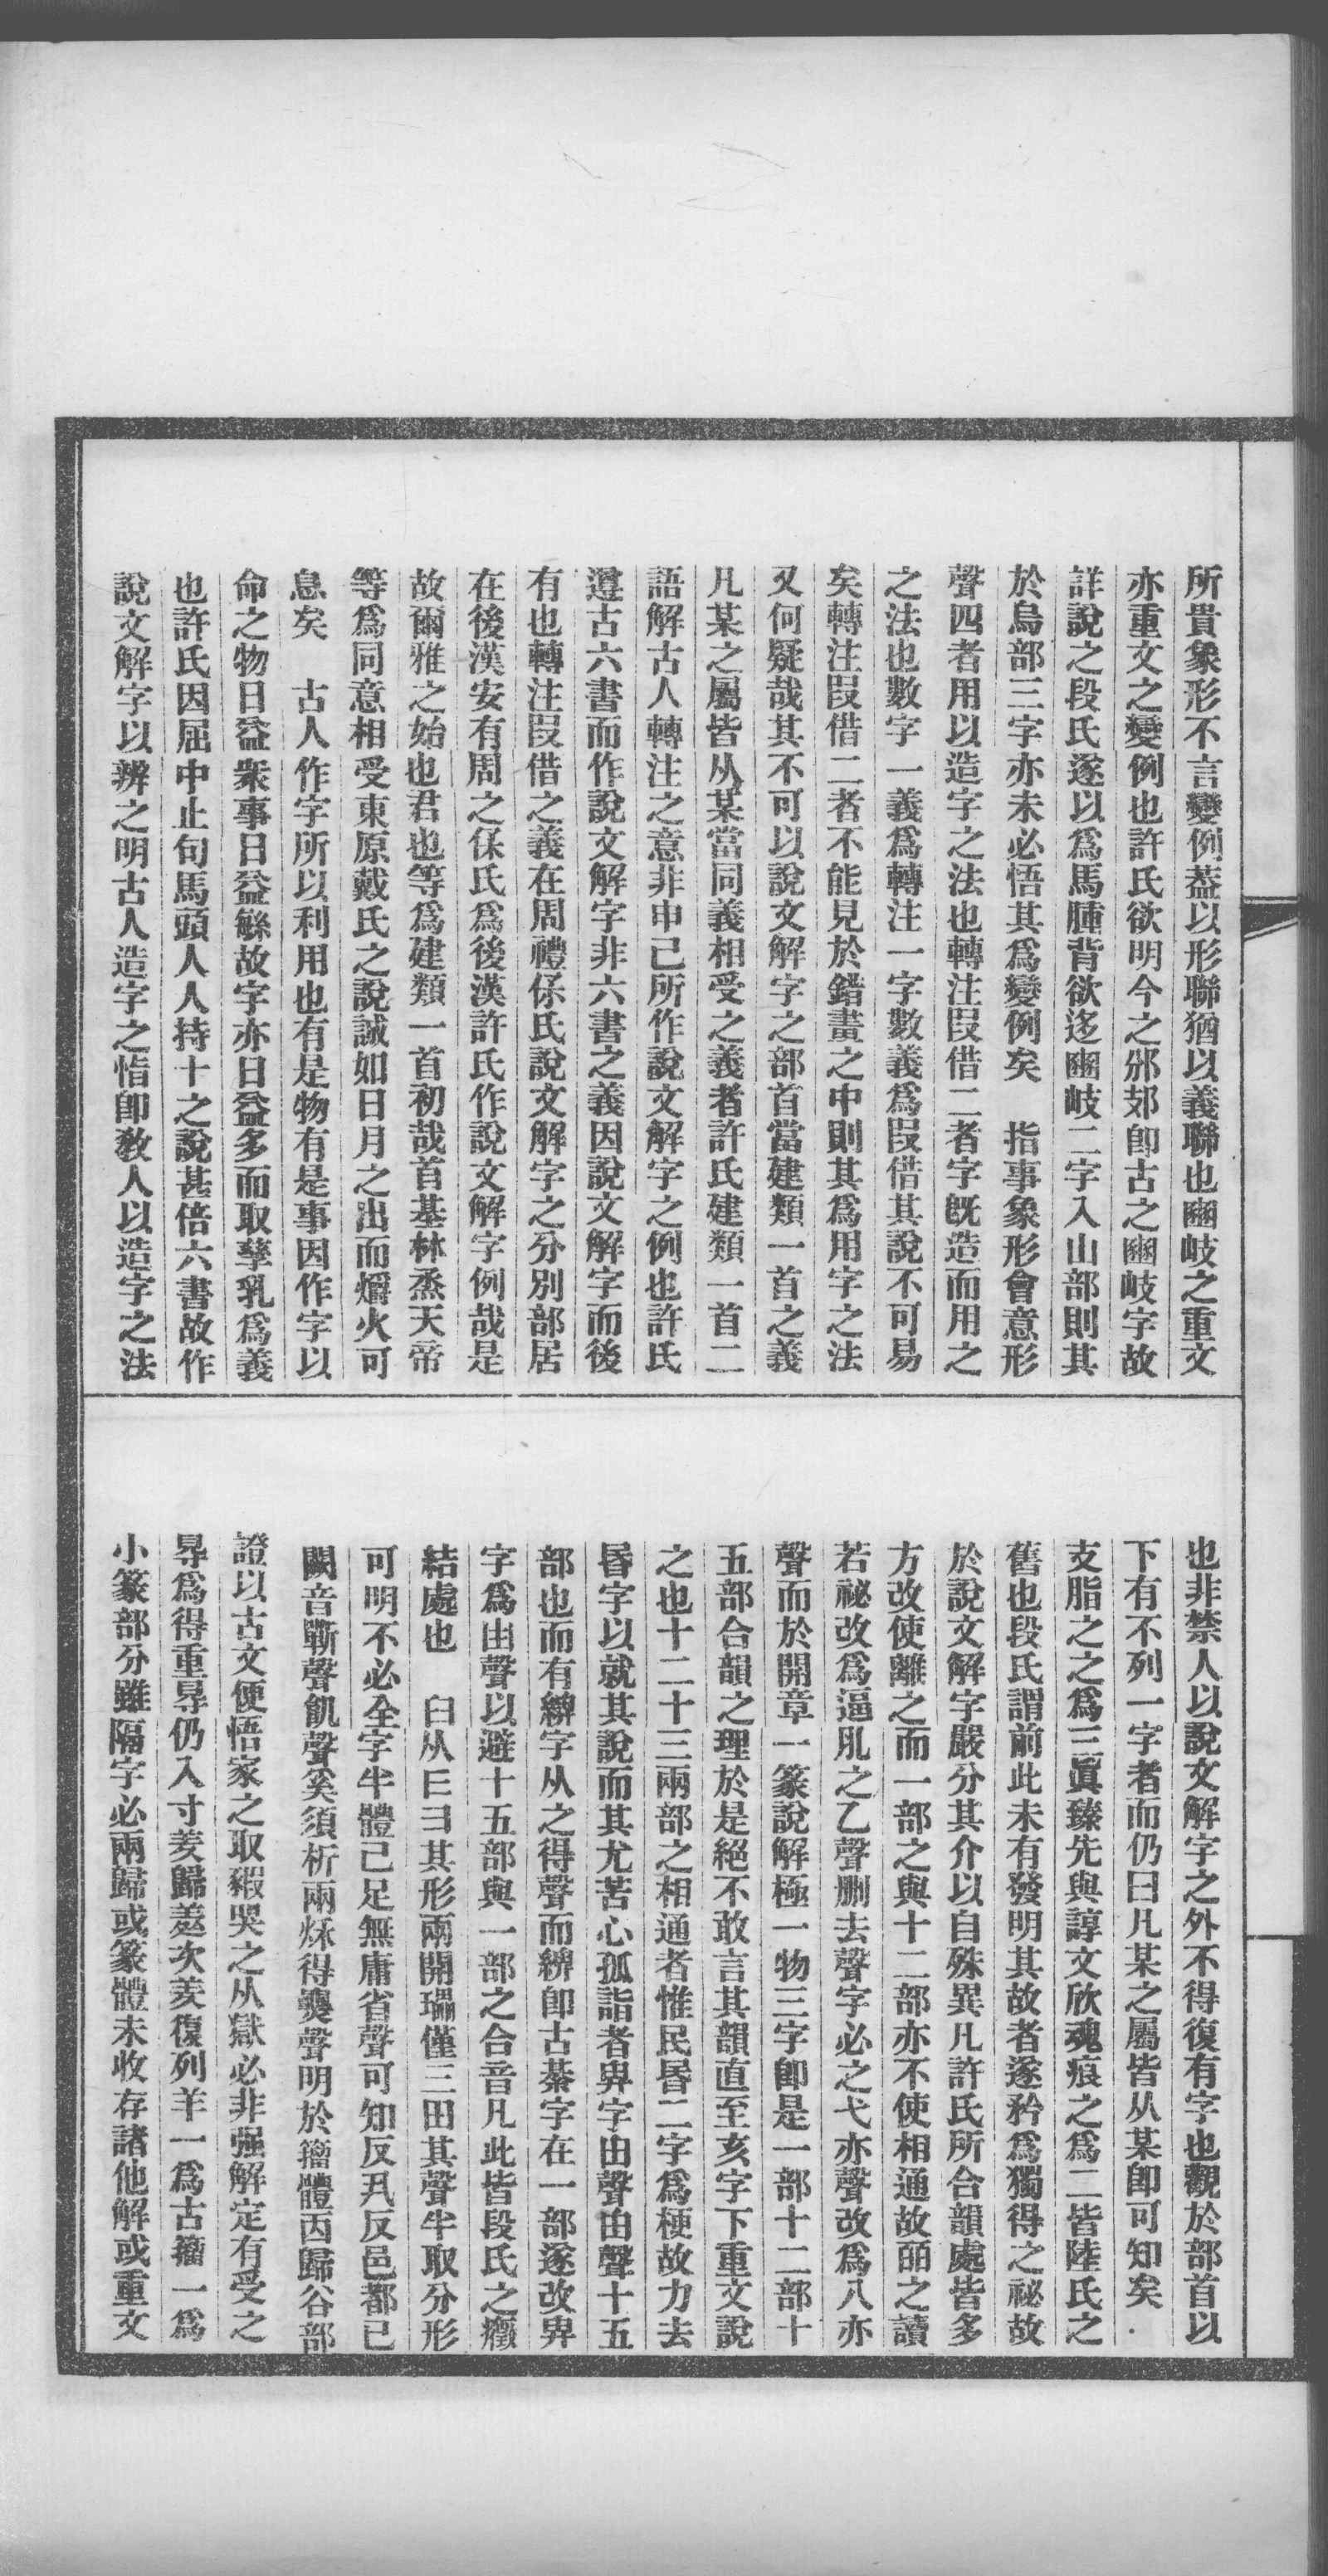 所貴象形不言變例葢以形聯猶以義聯也𨞰岐之重文
亦重文之變例也許氏欲明今之邠郊卽古之豳岐字故
詳說之段氏遂以爲馬腫背欲迻豳岐二字入山部則其
於烏部三字亦未必悟其爲變例矣　指事象形會意形
聲四者用以造字之法也轉注叚借二者字旣造而用之
之法也數字一義爲轉注一字數義爲叚借其說不可易
矣轉注叚借二者不能見於錯畫之中則其爲用字之法
又何疑哉其不可以說文解字之部首當建類一首之義
凡某之屬皆从某當同義相受之義者許氏建類一首二
語解古人轉注之意非申己所作說文解字之例也許氏
遵古六書而作說文解字非六書之義因說文解字而後
有也轉注叚借之義在周禮保氏說文解字之分別部居
在後漢安有周之保氏爲後漢許氏作說文解字例哉是
故爾雅之始也君也等爲建類一首初哉首基林烝天帝
等爲同意相受東原戴氏之說誠如日月之出而爝火可
息矣　古人作字所以利用也有是物有是事因作字以
命之物日益衆事日益緐故字亦日益多而取孳乳爲義
也許氏因屈中止句馬頭人人持十之說甚倍六書故作
說文解字以辨之明古人造字之恉卽敎人以造字之法
也非禁人以說文解字之外不得復有字也觀於部首以
下有不列一字者而仍曰凡某之屬皆从某卽可知矣
支脂之之爲三眞臻先與諄文欣魂痕之爲二皆陸氏之
舊也段氏謂前此未有發明其故者遂矜爲獨得之祕故
於說文解字嚴分其介以自殊異凡許氏所合韻處皆多
方改使離之而一部之與十二部亦不使相通故皕之讀
若祕改爲逼肊之乙聲刪去聲字必之弋亦聲改爲八亦
聲而於開章一篆說解極一物三字卽是一部十二部十
五部合韻之理於是絕不敢言其韻直至亥字下重文說
之也十二十三兩部之相通者惟民昬二字爲梗故力去
昬字以就其說而其尤苦心孤詣者畀字由聲由聲十五
部也而有綥字从之得聲而綥卽古綦字在一部遂改畀
字爲甶聲以避十五部與一部之合音凡此皆段氏之癥
結處也　臼从𦥑彐其形兩開瓃僅三田其聲半取分形
可明不必全字半體已足無庸省聲可知反𠃨反邑都已
闕音斲聲飢聲奚須析兩秌得龝聲明於籒體㐁歸谷部
證以古文便悟家之取豭哭之从獄必非强解定有受之
㝵爲得重㝵仍入寸羑歸羗次羑復列羊一爲古籒一爲
小篆部分雖隔字必兩歸或篆體未收存諸他解或重文